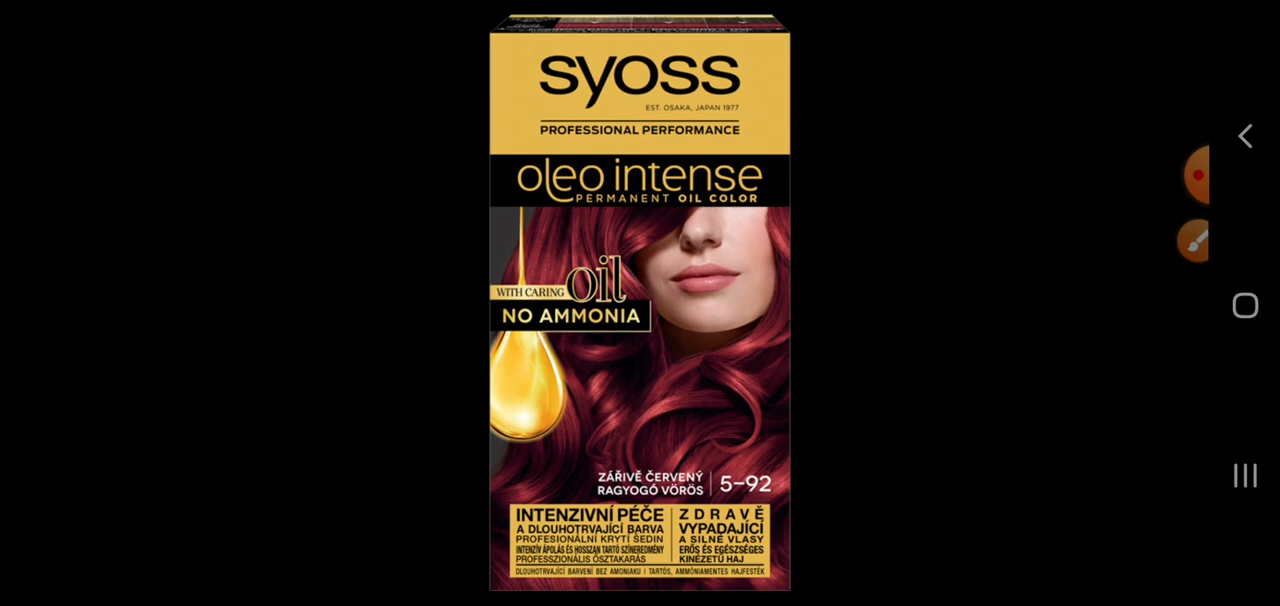 syoss
EST. OSAKA, JAPAN 1977
PROFESSIONAL PERFORMANCE
oleo intense
PERMANENT OIL COLOR
WITH CARING oil
NO AMMONIA
ZÁŘIVĚ ČERVENÝ
RAGYOGÓ VÖRÖS
5-92
INTENZIVNÍ PÉČE
A DLOUHOTRVAJÍCÍ BARVA
PROFESIONÁLNÍ KRYTÍ ŠEDIN
INTENZÍV ÁPOLÁS ÉS HOSSZAN TARTÓ SZÍNEREDMÉNY
PROFESSZIONÁLIS ŐSZTAKARÁS
ZDRAVĚ
VYPADAJÍCÍ
A SILNÉ VLASY
ERŐS ÉS EGÉSZSÉGES
KINÉZETŰ HAJ
DLOUHOTRVAJÍCÍ BARVENÍ BEZ AMONIAKU | TARTÓS, AMMÓNIAMENTES HAJFESTÉK